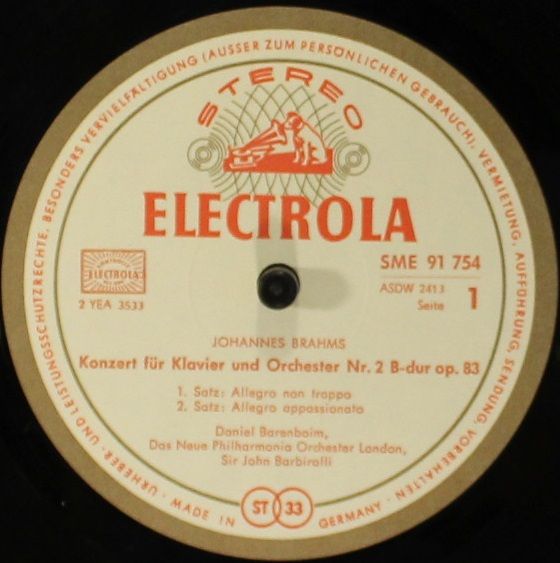 URHEBER- UND LEISTUNGSSCHUTZRECHTE, BESONDERS VERVIELFÄLTIGUNG (AUSSER ZUM PERSÖNLICHEN GEBRAUCH), VERMIETUNG, AUFFÜHRUNG, SENDUNG, VORBEHALTEN ·
STEREO
ELECTROLA
ELECTROLA
2 YEA 3533
SME 91 754
ASDW 2413
Seite 1
JOHANNES BRAHMS
Konzert für Klavier und Orchester Nr. 2 B-dur op. 83
1. Satz: Allegro non troppo
2. Satz: Allegro appassionato
Daniel Barenboim,
Das Neue Philharmonia Orchester London,
Sir John Barbirolli
MADE IN GERMANY
ST 33